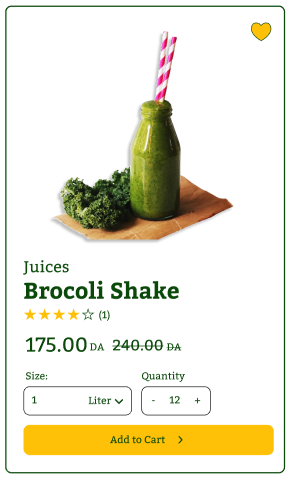 Juices
Brocoli Shake
(1)
175.00 DA 240.00 DA
Size: Quantity
1 Liter - 12 +
Add to Cart